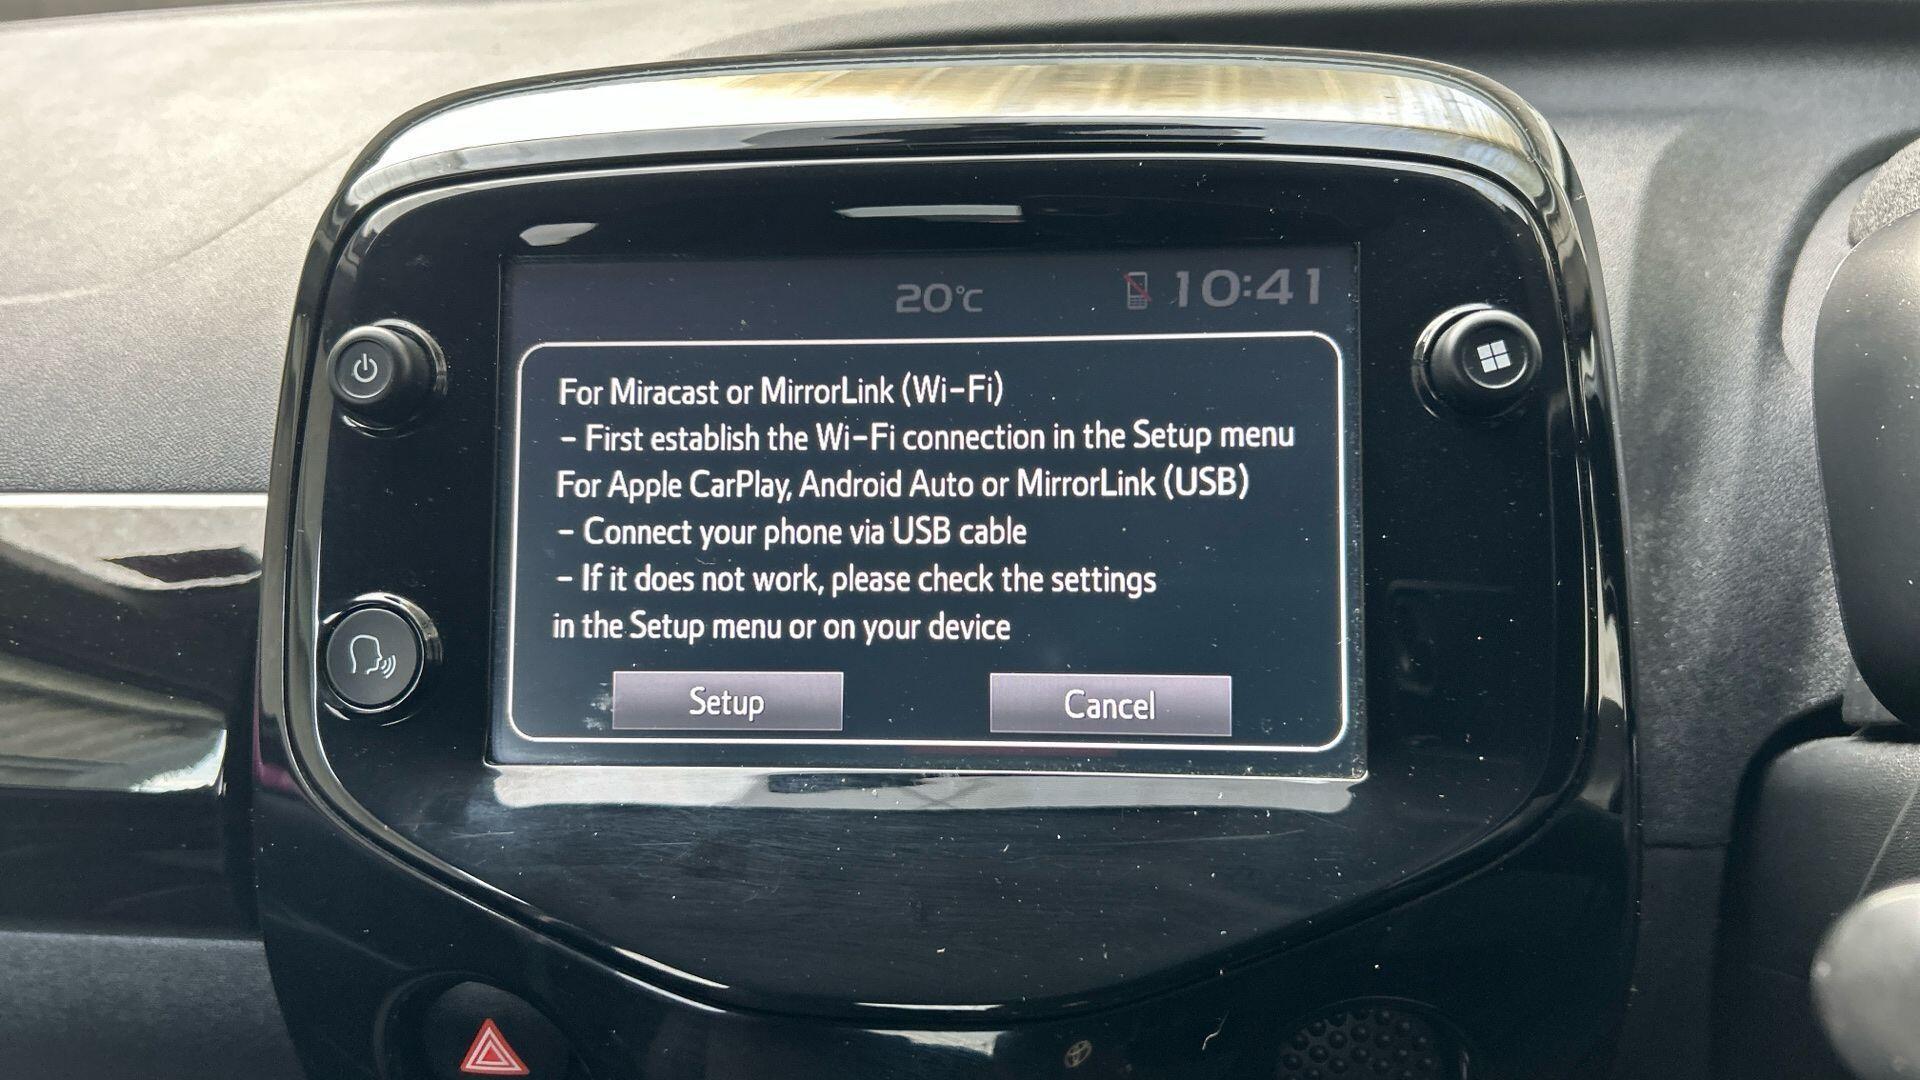 20°C 10:41
For Miracast or MirrorLink (Wi-Fi)
- First establish the Wi-Fi connection in the Setup menu
For Apple CarPlay, Android Auto or MirrorLink (USB)
- Connect your phone via USB cable
- If it does not work, please check the settings
in the Setup menu or on your device
Setup Cancel